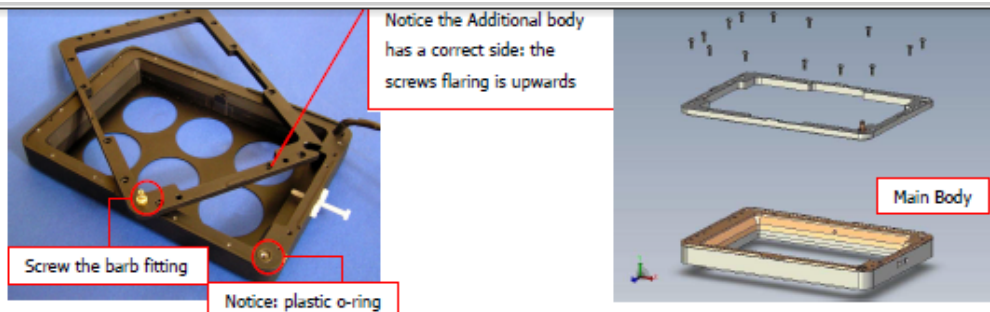 Notice the Additional body
has a correct side: the
screws flaring is upwards
Main Body
Screw the barb fitting
Notice: plastic o-ring